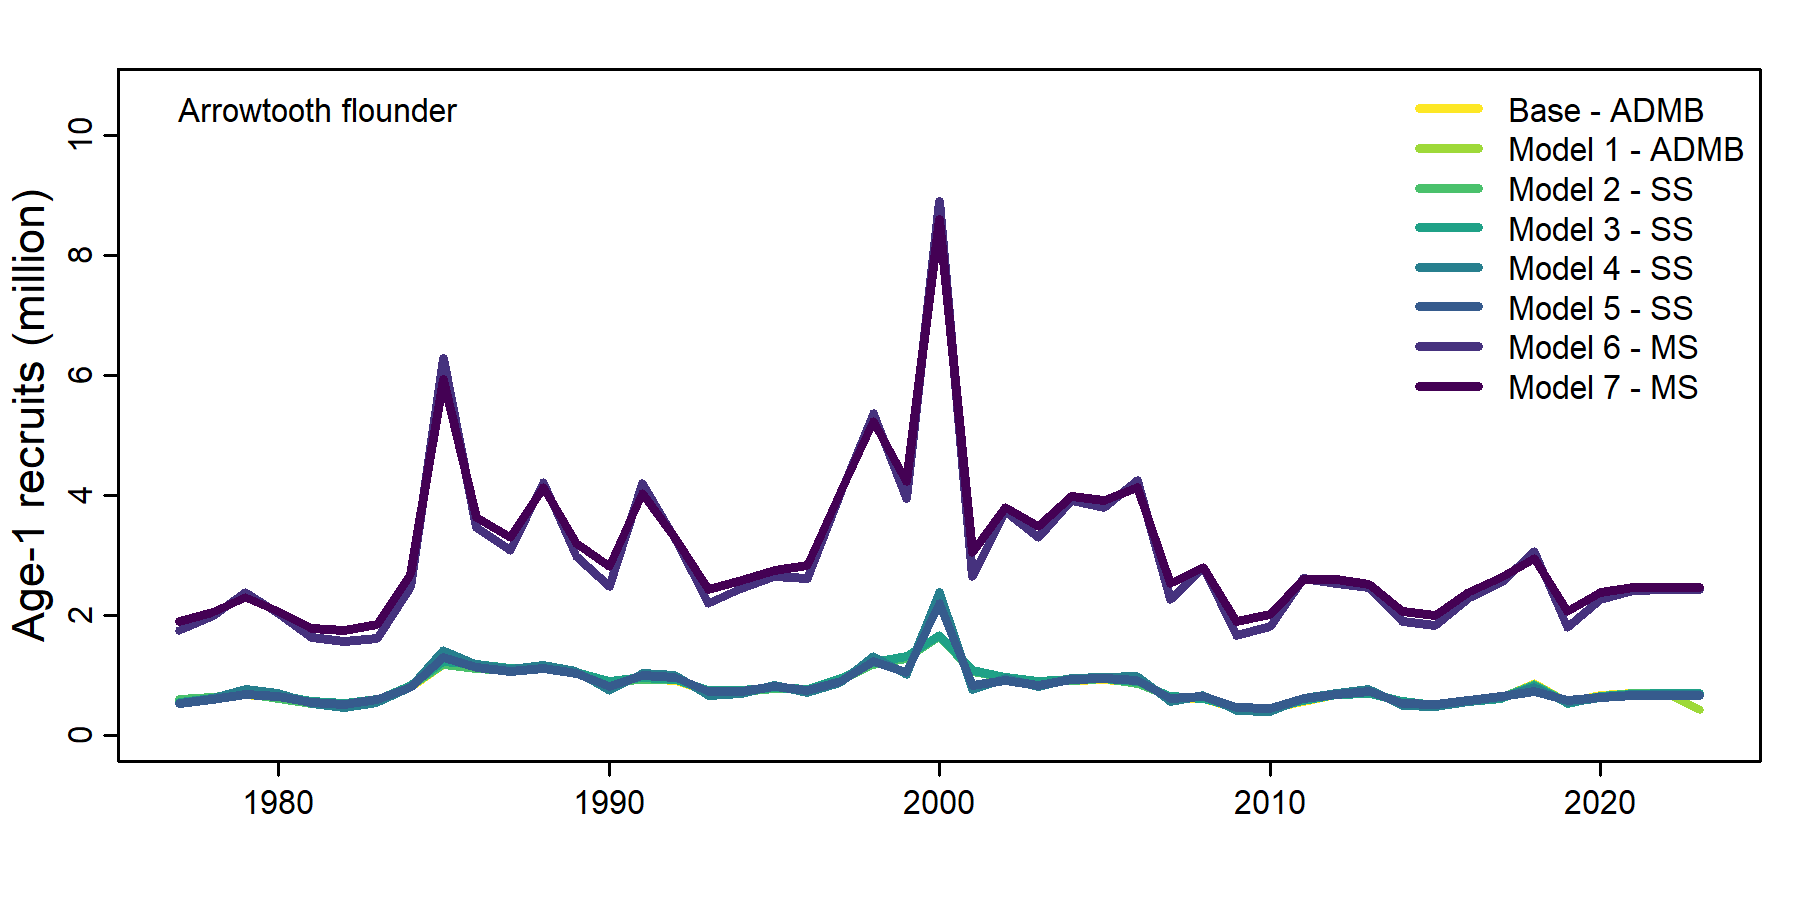 Arrowtooth flounder
Base - ADMB
Model 1 - ADMB
Model 2 - SS
Model 3 - SS
Model 4 - SS
Model 5 - SS
Model 6 - MS
Model 7 - MS
Age-1 recruits (million)
10
8
6
4
2
0
1980
1990
2000
2010
2020